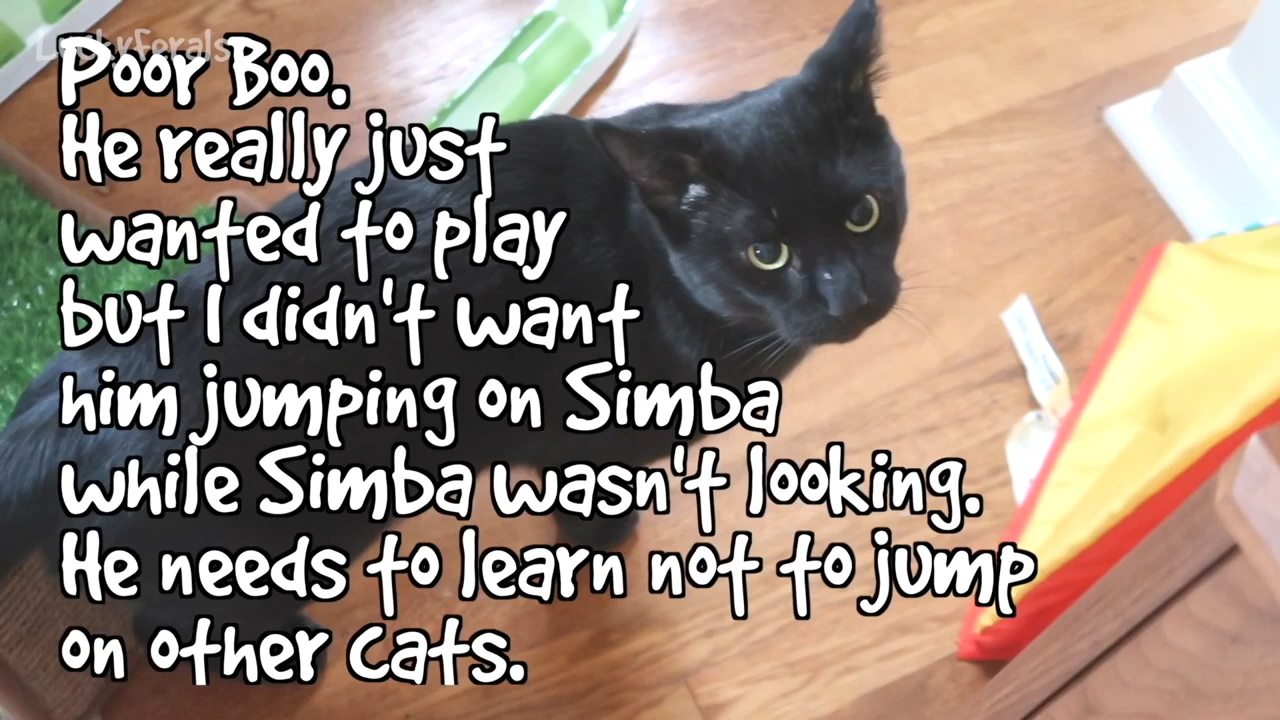 LuckyFerals
Poor Boo.
He really just
wanted to play
but I didn't want
him jumping on Simba
while Simba wasn't looking.
He needs to learn not to jump
on other cats.